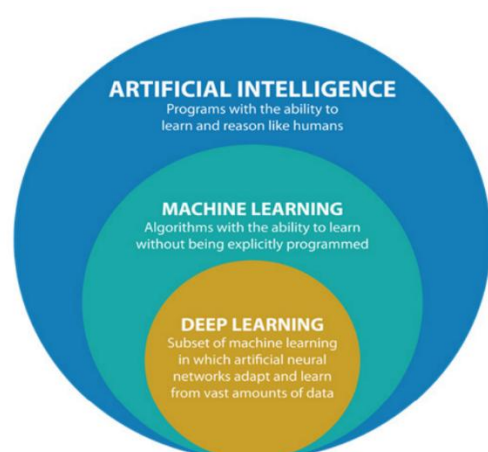 ARTIFICIAL INTELLIGENCE
Programs with the ability to
learn and reason like humans
MACHINE LEARNING
Algorithms with the ability to learn
without being explicitly programmed
DEEP LEARNING
Subset of machine learning
in which artificial neural
networks adapt and learn
from vast amounts of data